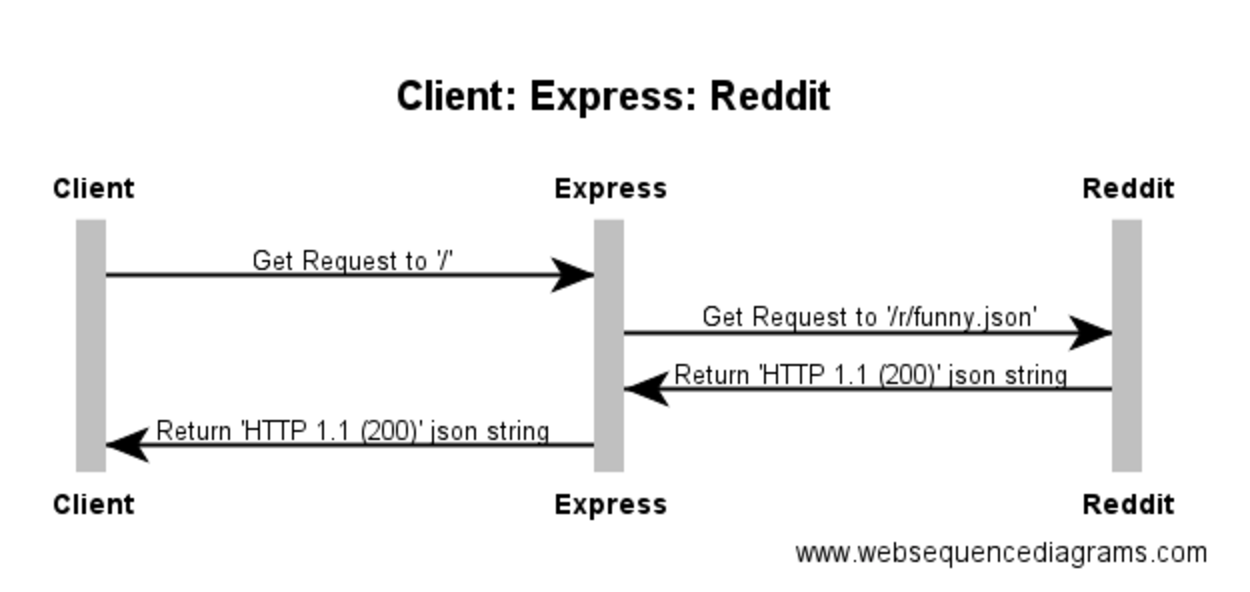 Client: Express: Reddit
Client Express Reddit
Get Request to '/'
Get Request to '/r/funny.json'
Return 'HTTP 1.1 (200)' json string
Return 'HTTP 1.1 (200)' json string
Client Express Reddit
www.websequencediagrams.com